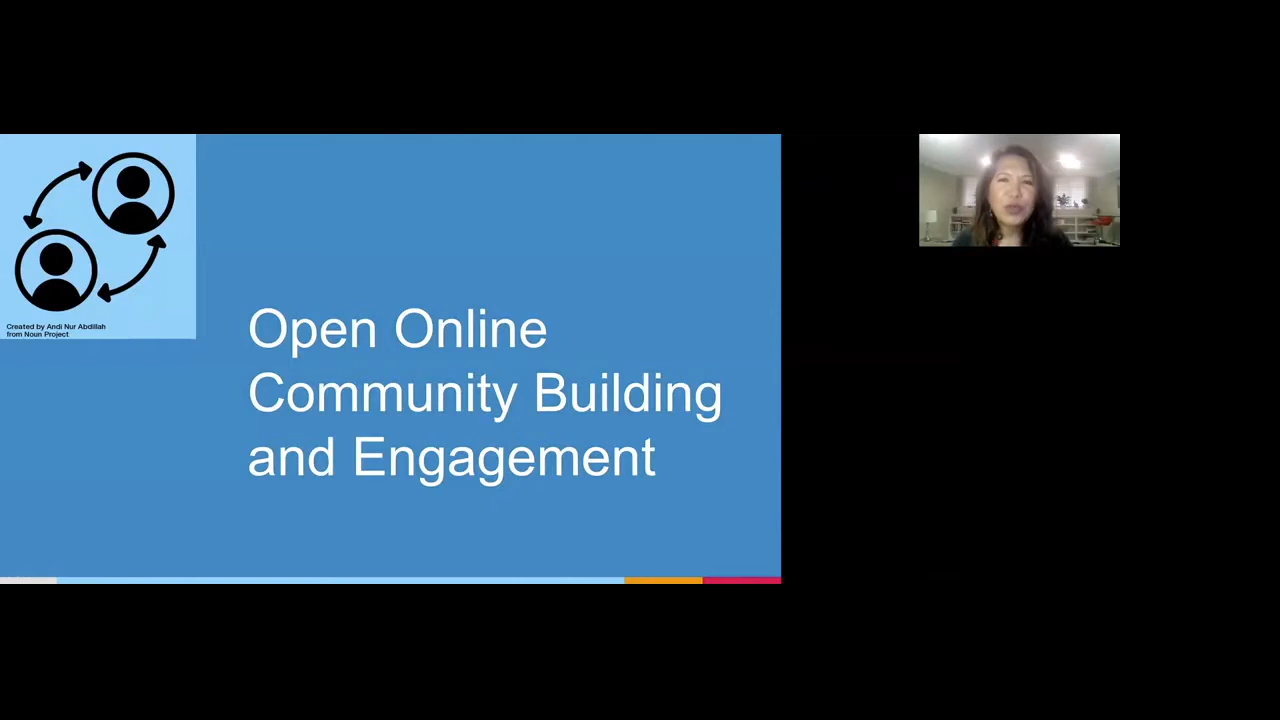 Created by Andi Nur Abdillah
from Noun Project
Open Online
Community Building
and Engagement